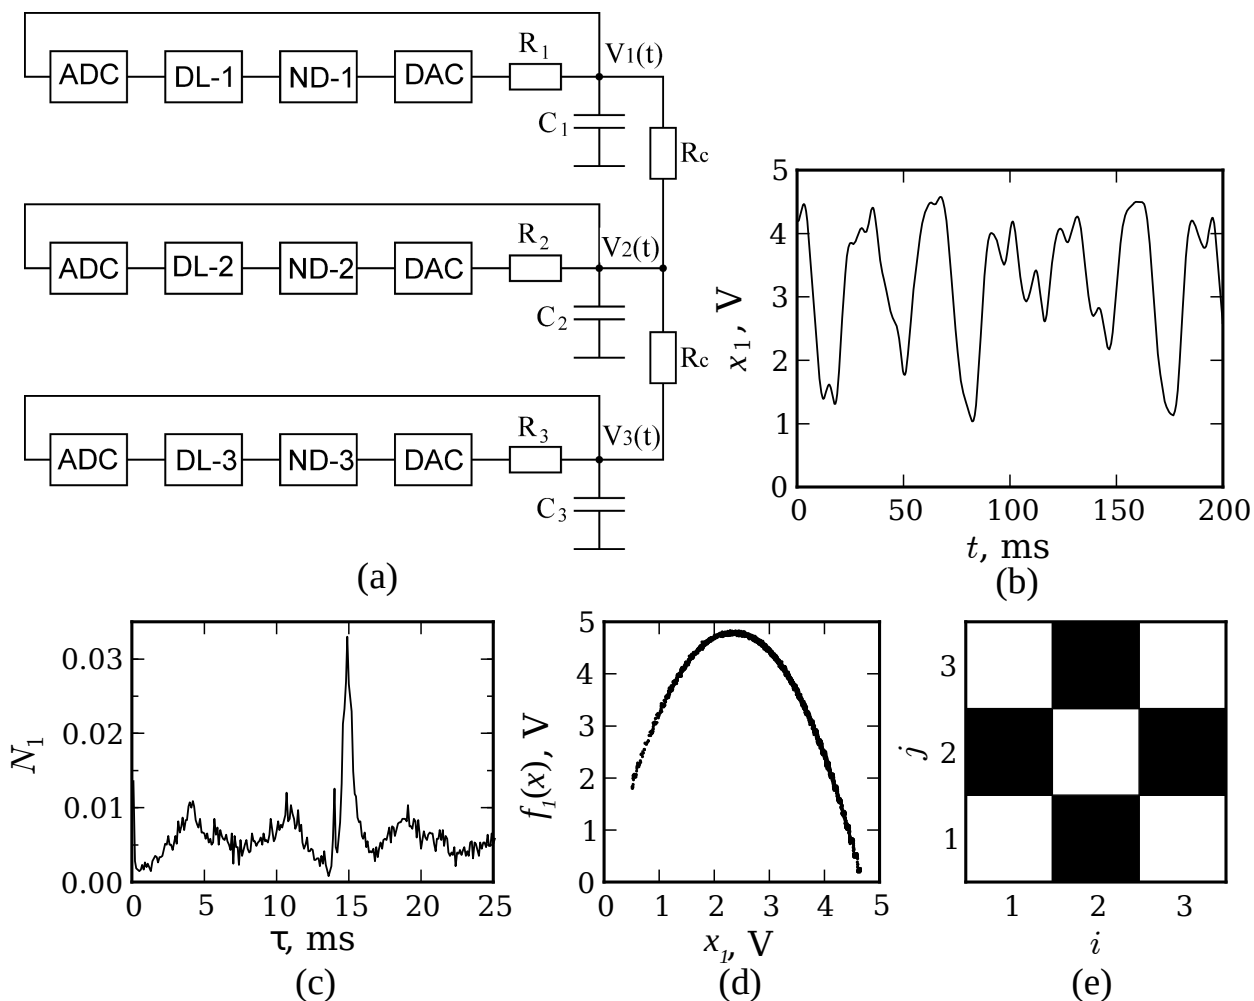 ADC DL-1 ND-1 DAC R1 V1(t)
C1
Rc
ADC DL-2 ND-2 DAC R2 V2(t)
C2
Rc
ADC DL-3 ND-3 DAC R3 V3(t)
C3
(a)
x1, V
5
4
3
2
1
0
0 50 100 150 200
t, ms
(b)
N1
0.03
0.02
0.01
0.00
0 5 10 15 20 25
τ, ms
(c)
f1(x), V
5
4
3
2
1
0
0 1 2 3 4 5
x1, V
(d)
j
3
2
1
1 2 3
i
(e)